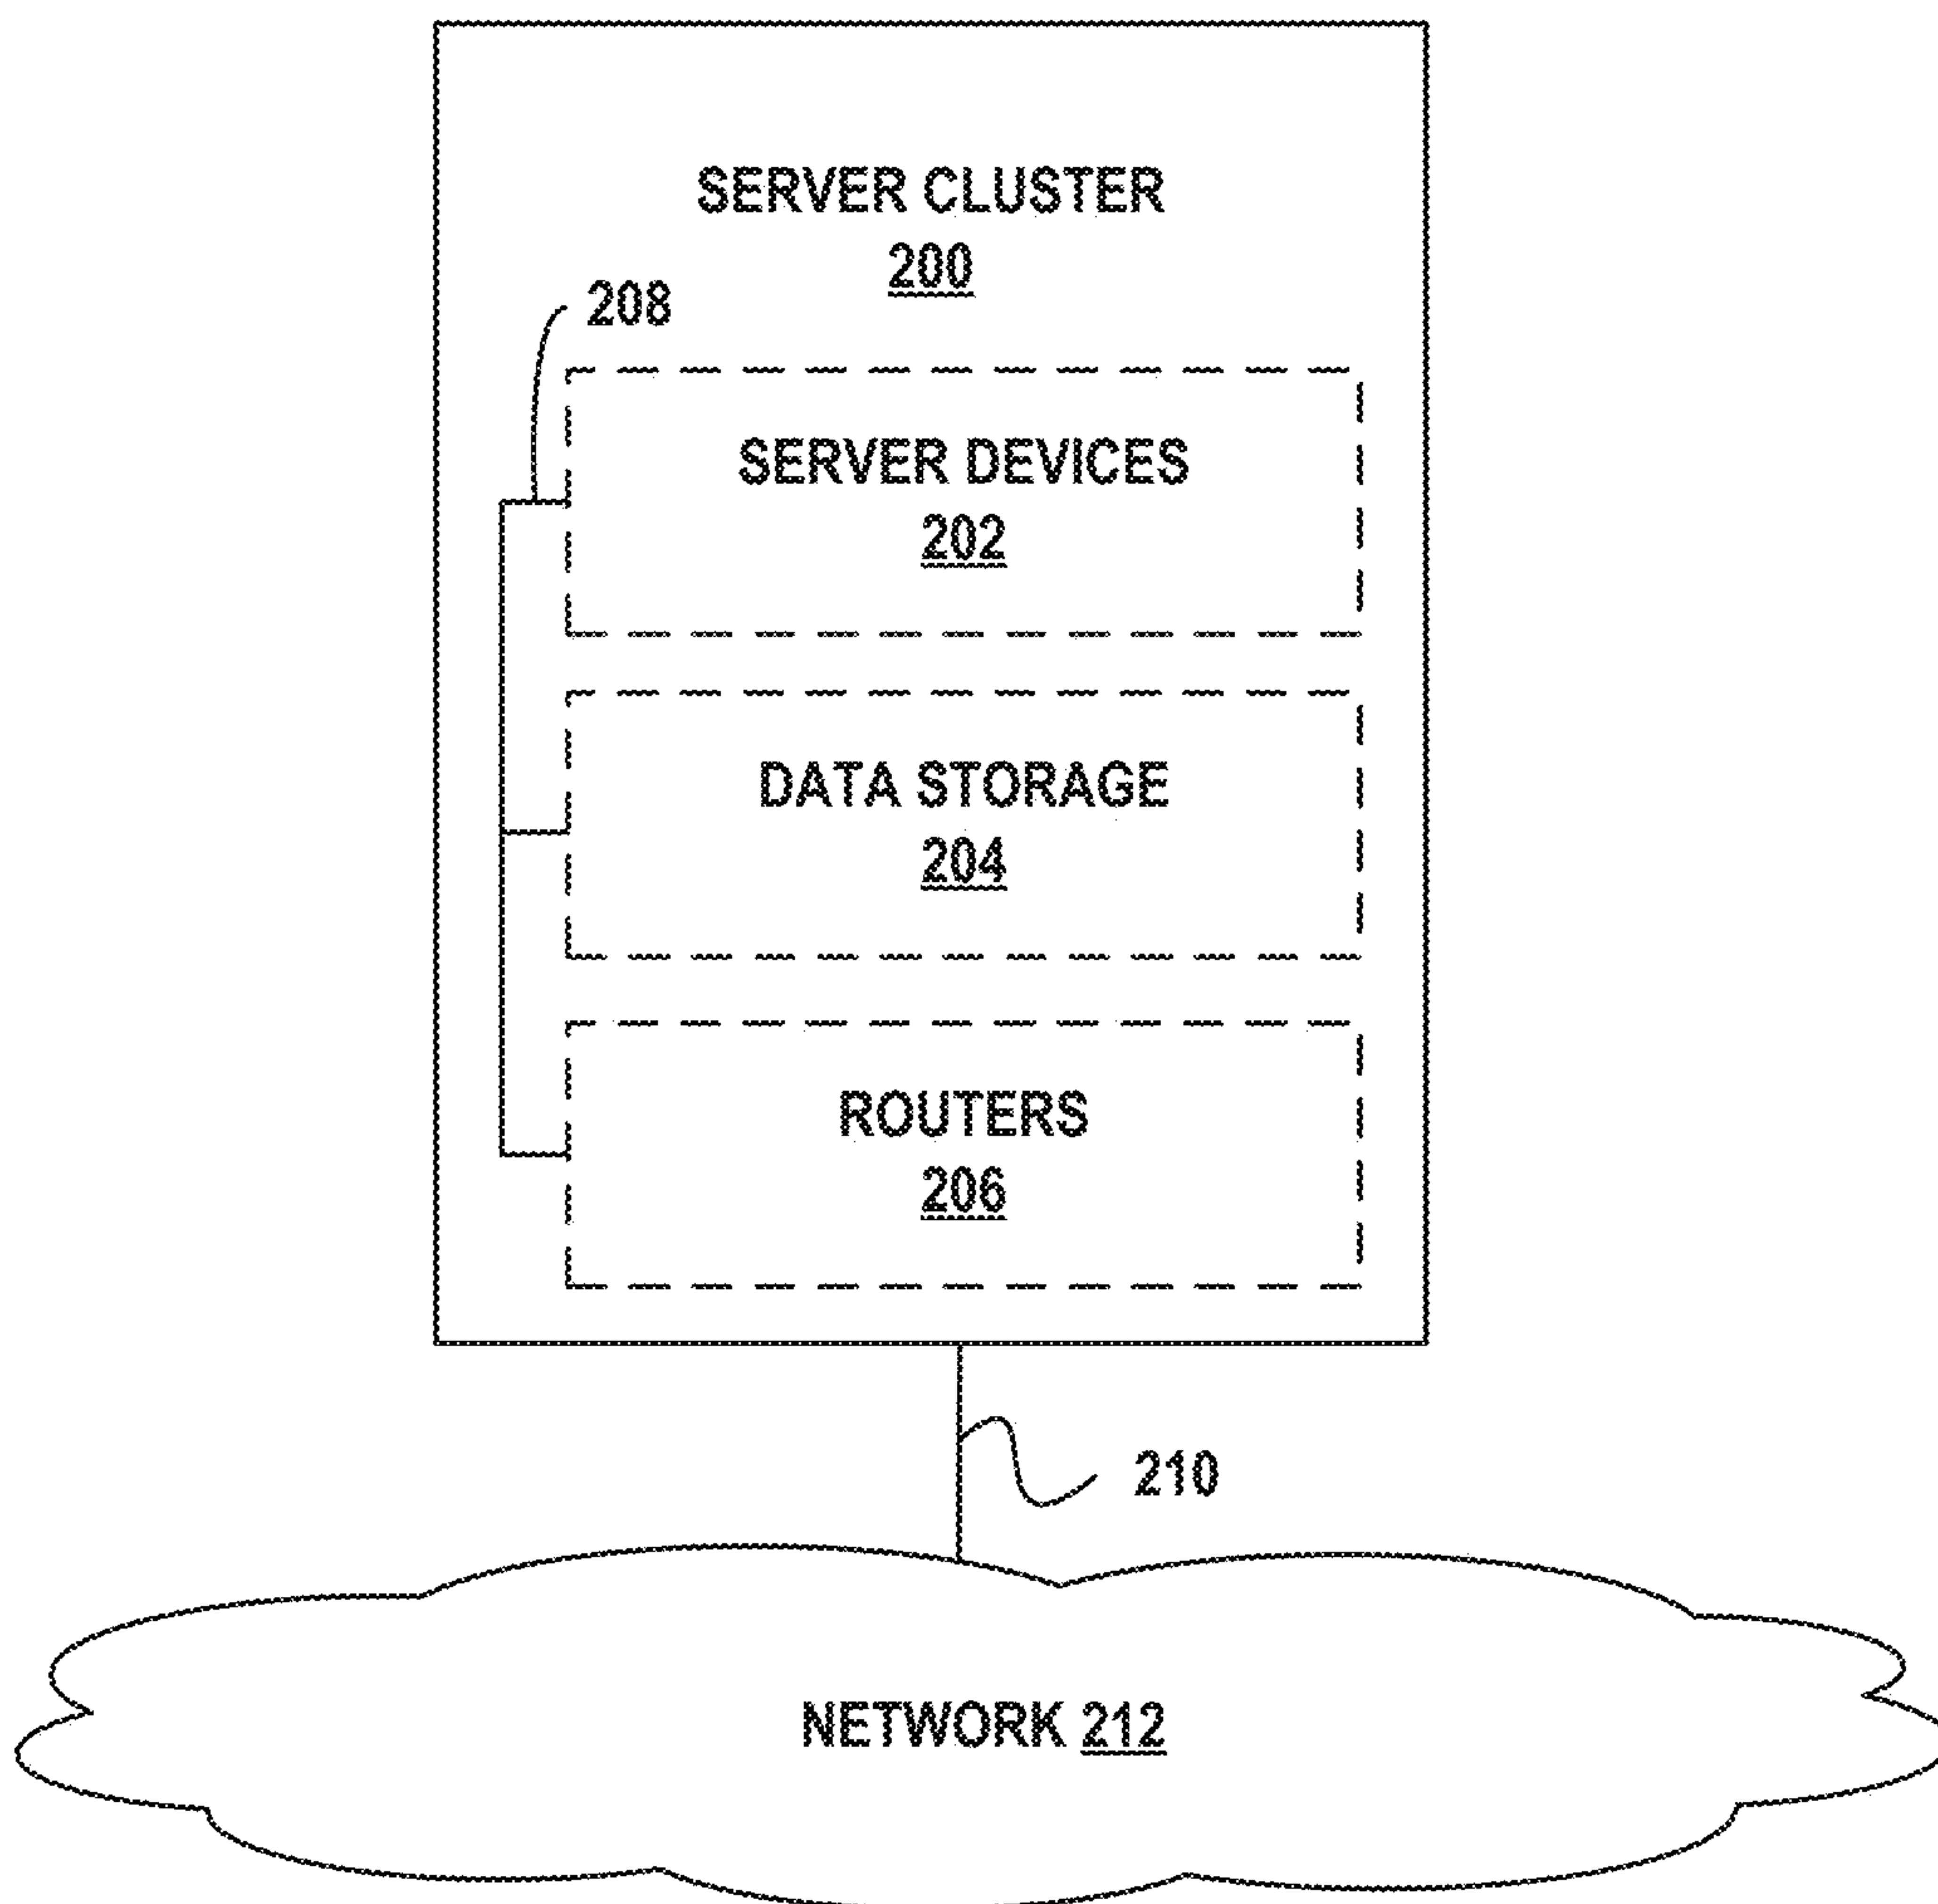 SERVER CLUSTER
200
208
SERVER DEVICES
202
DATA STORAGE
204
ROUTERS
206
210
NETWORK 212